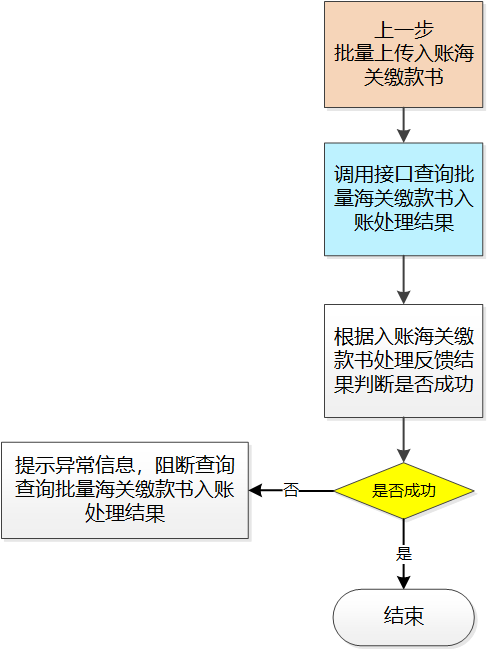 上一步
批量上传入账海
关缴款书
调用接口查询批
量海关缴款书入
账处理结果
根据入账海关缴
款书处理反馈结
果判断是否成功
是否成功
否
提示异常信息，阻断查询
查询批量海关缴款书入账
处理结果
是
结束